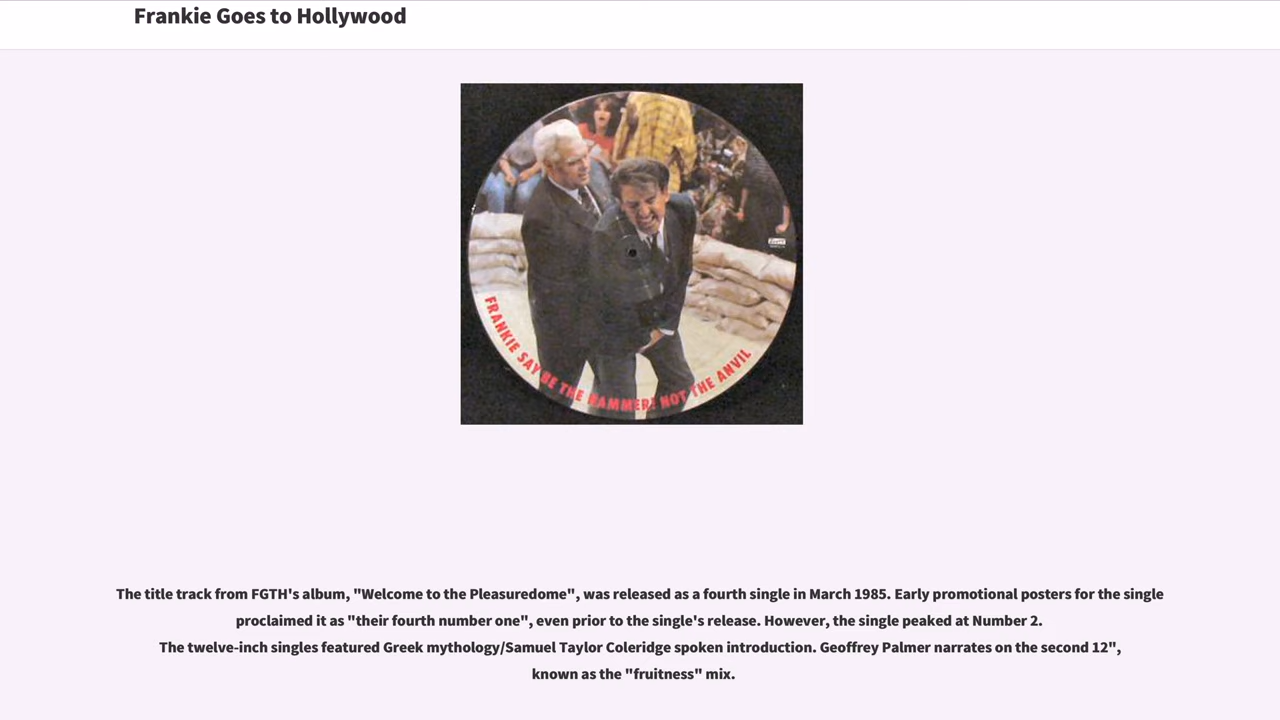 Frankie Goes to Hollywood
FRANKIE SAY BE THE HAMMER! NOT THE ANVIL
The title track from FGTH's album, "Welcome to the Pleasuredome", was released as a fourth single in March 1985. Early promotional posters for the single
proclaimed it as "their fourth number one", even prior to the single's release. However, the single peaked at Number 2.
The twelve-inch singles featured Greek mythology/Samuel Taylor Coleridge spoken introduction. Geoffrey Palmer narrates on the second 12",
known as the "fruitness" mix.